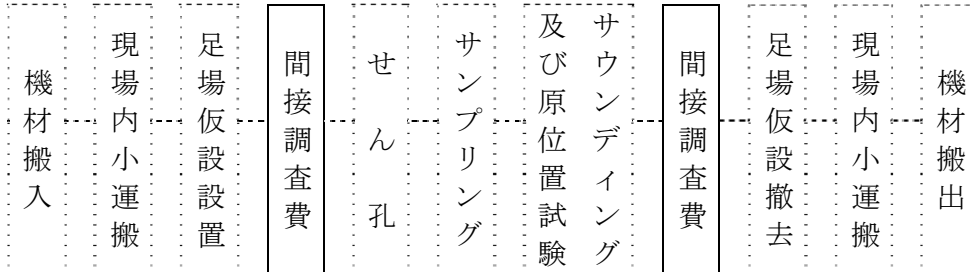 機材搬入
現場内小運搬
足場仮設設置
間接調査費
せん孔
サンプリング
サウンディング
及び原位置試験
間接調査費
足場仮設撤去
現場内小運搬
機材搬出